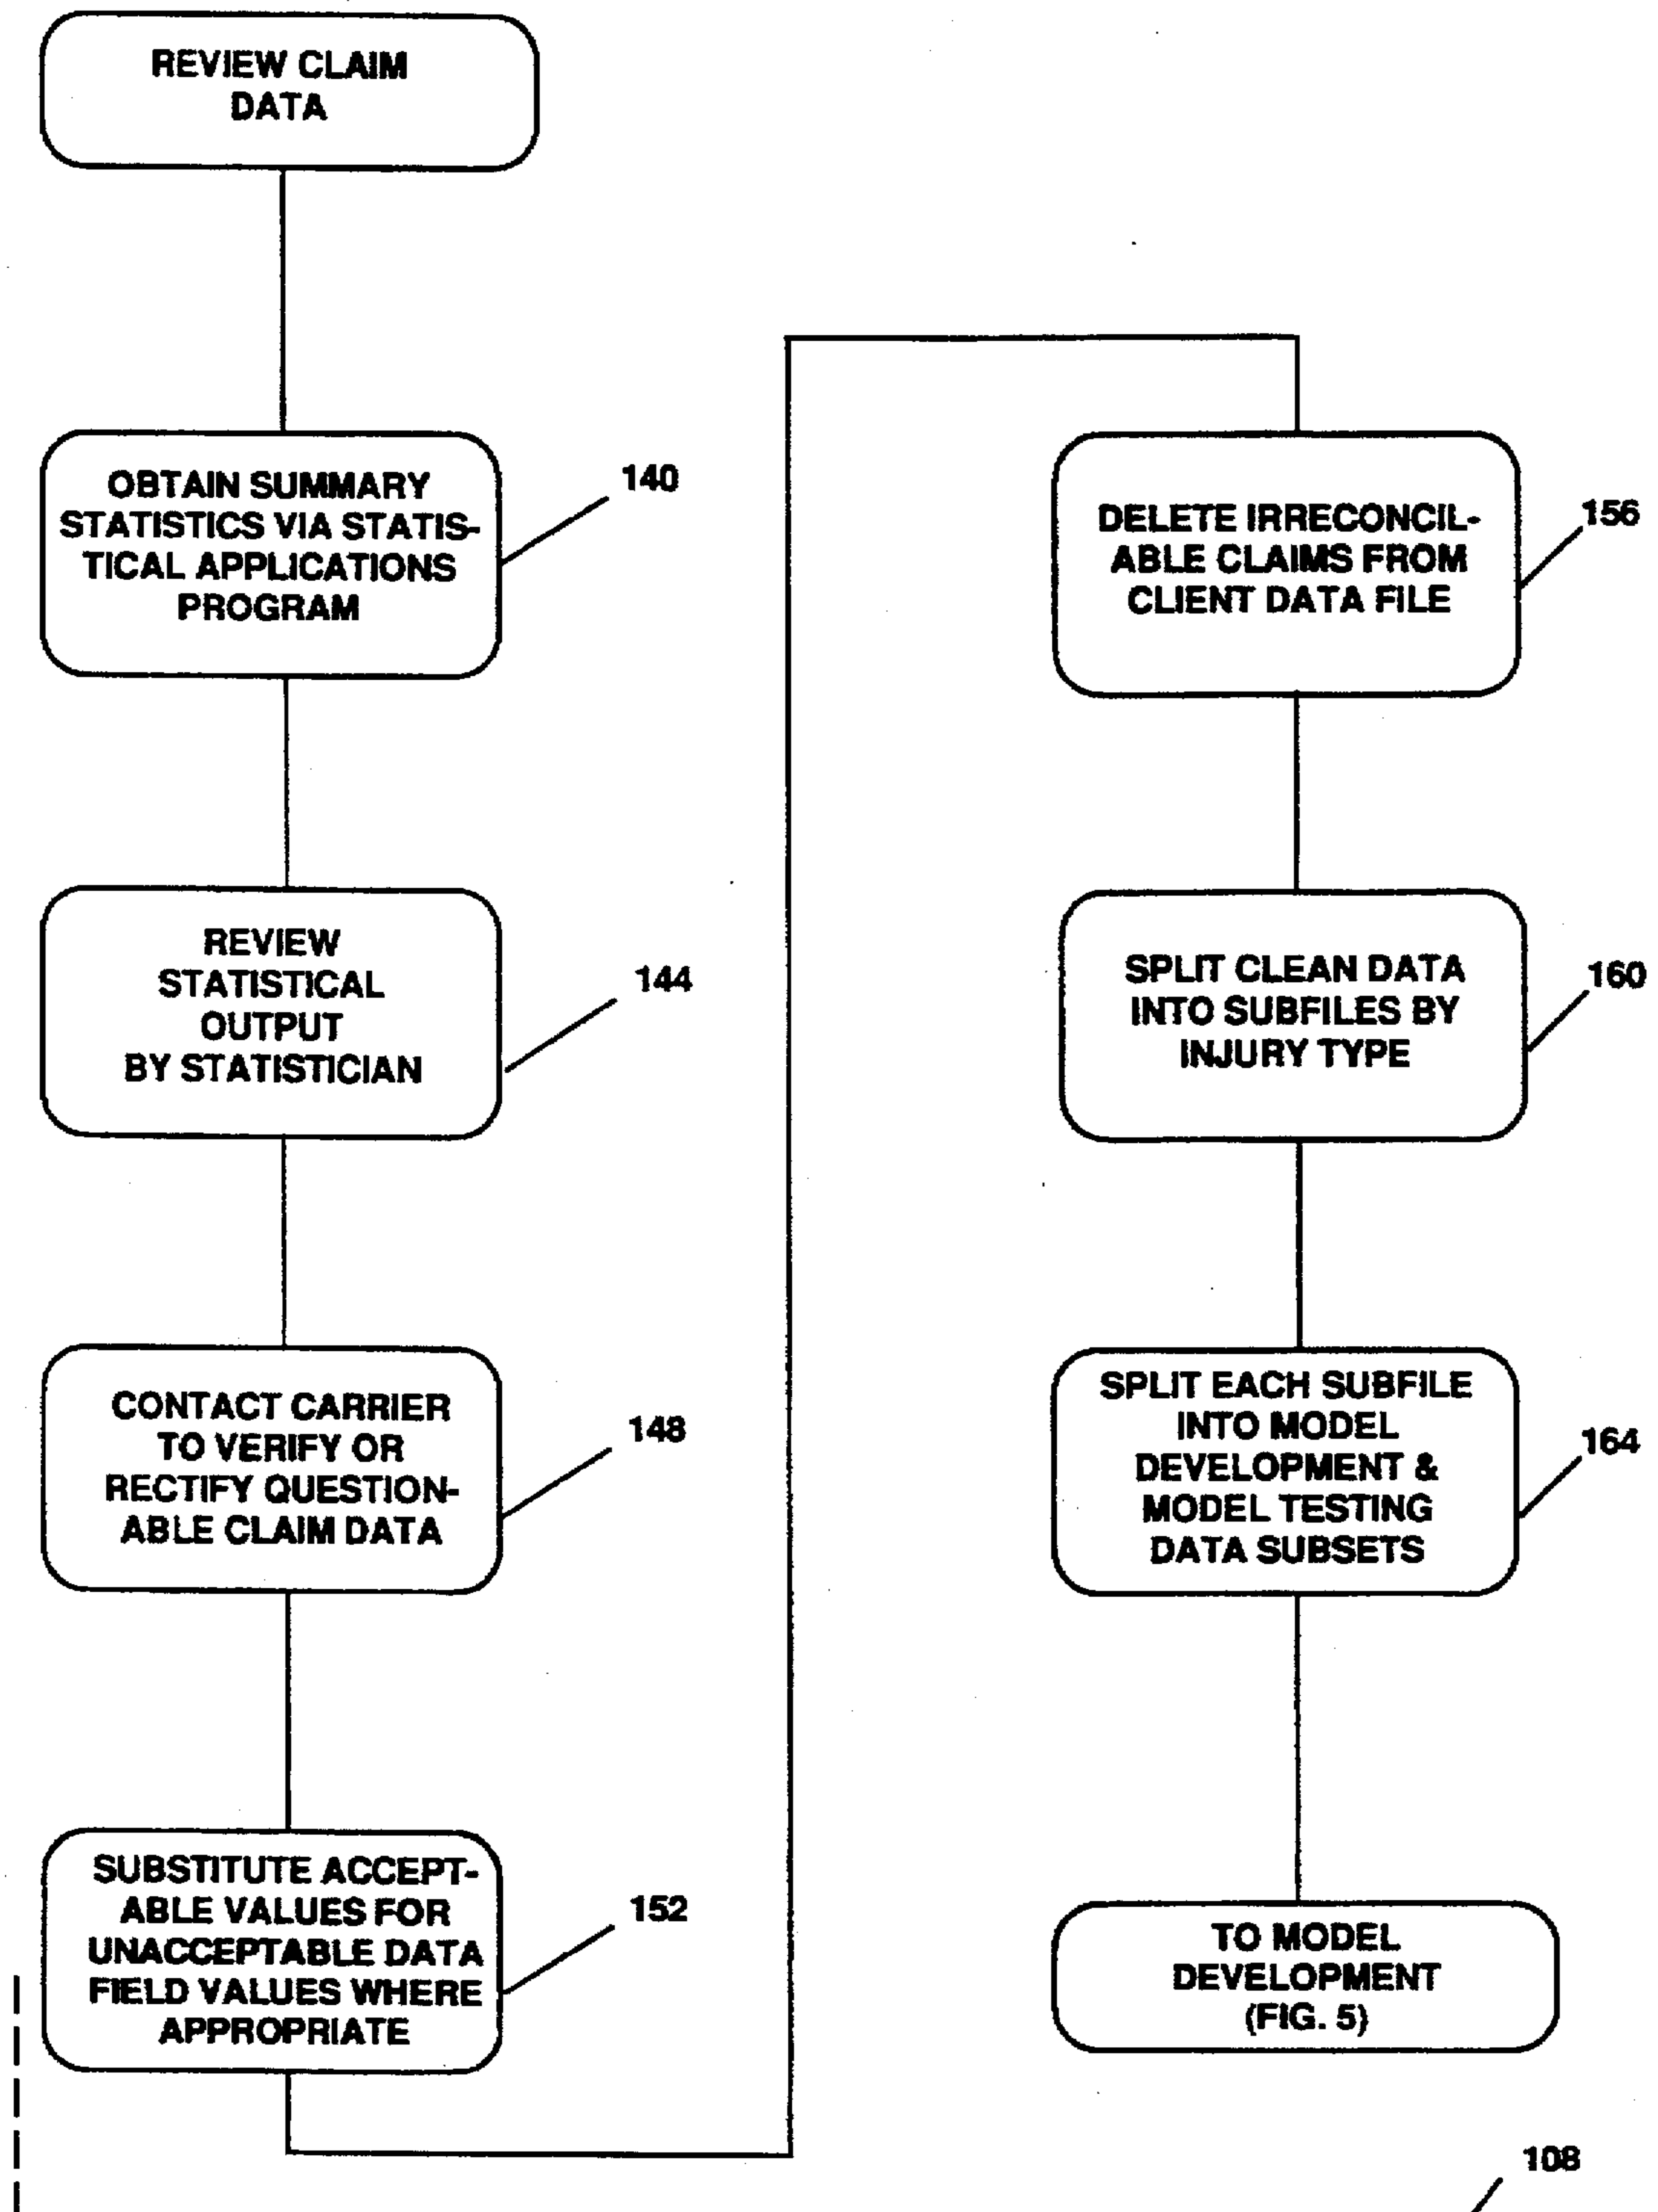 REVIEW CLAIM
DATA
OBTAIN SUMMARY
STATISTICS VIA STATIS-
TICAL APPLICATIONS
PROGRAM
140
REVIEW
STATISTICAL
OUTPUT
BY STATISTICIAN
144
CONTACT CARRIER
TO VERIFY OR
RECTIFY QUESTION-
ABLE CLAIM DATA
148
SUBSTITUTE ACCEPT-
ABLE VALUES FOR
UNACCEPTABLE DATA
FIELD VALUES WHERE
APPROPRIATE
152
DELETE IRRECONCIL-
ABLE CLAIMS FROM
CLIENT DATA FILE
156
SPLIT CLEAN DATA
INTO SUBFILES BY
INJURY TYPE
160
SPLIT EACH SUBFILE
INTO MODEL
DEVELOPMENT &
MODEL TESTING
DATA SUBSETS
164
TO MODEL
DEVELOPMENT
(FIG. 5)
108